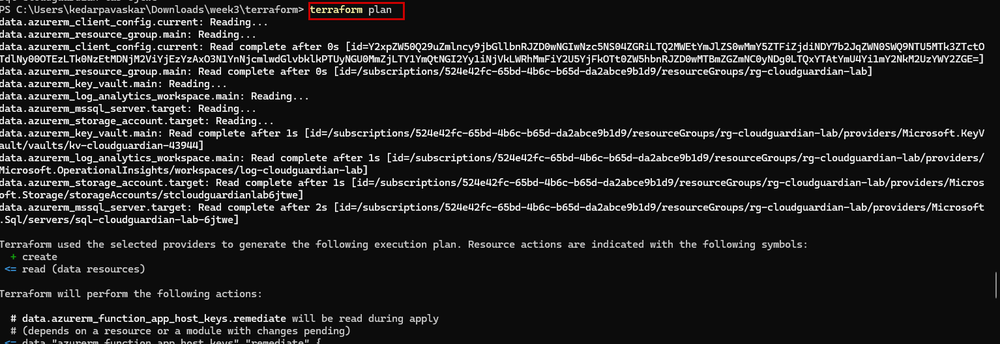 PS C:\Users\kedarpavaskar\Downloads\week3\terraform> terraform plan
data.azurerm_client_config.current: Reading...
data.azurerm_resource_group.main: Reading...
data.azurerm_client_config.current: Read complete after 0s [id=Y2xpZW50Q29uZmlncy9jbGllbnRJZD0wNGIwNzc5NS04ZGRiLTQ2MWEtYmJlZS0wMmY5ZTFiZjdiNDY7b2JqZWN0SWQ9NTU5MTk3ZTctO
TdlNy00OTEzLTk0NzEtMDNjM2ViYjEzYzAxO3N1YnNjcmlwdGlvbklkPTUyNGU0MmZjLTY1YmQtNGI2Yy1iNjVkLWRhMmFiY2U5YjFkOTt0ZW5hbnRJZD0wMTBmZGZmNC0yNDg0LTQxYTAtYmU4Yi1mY2NkM2UzYWY2ZGE=]
data.azurerm_resource_group.main: Read complete after 0s [id=/subscriptions/524e42fc-65bd-4b6c-b65d-da2abce9b1d9/resourceGroups/rg-cloudguardian-lab]
data.azurerm_key_vault.main: Reading...
data.azurerm_log_analytics_workspace.main: Reading...
data.azurerm_mssql_server.target: Reading...
data.azurerm_storage_account.target: Reading...
data.azurerm_key_vault.main: Read complete after 1s [id=/subscriptions/524e42fc-65bd-4b6c-b65d-da2abce9b1d9/resourceGroups/rg-cloudguardian-lab/providers/Microsoft.KeyV
ault/vaults/kv-cloudguardian-43944]
data.azurerm_log_analytics_workspace.main: Read complete after 1s [id=/subscriptions/524e42fc-65bd-4b6c-b65d-da2abce9b1d9/resourceGroups/rg-cloudguardian-lab/providers/
Microsoft.OperationalInsights/workspaces/log-cloudguardian-lab]
data.azurerm_storage_account.target: Read complete after 1s [id=/subscriptions/524e42fc-65bd-4b6c-b65d-da2abce9b1d9/resourceGroups/rg-cloudguardian-lab/providers/Micros
oft.Storage/storageAccounts/stcloudguardianlab6jtwe]
data.azurerm_mssql_server.target: Read complete after 2s [id=/subscriptions/524e42fc-65bd-4b6c-b65d-da2abce9b1d9/resourceGroups/rg-cloudguardian-lab/providers/Microsoft
.Sql/servers/sql-cloudguardian-lab-6jtwe]
Terraform used the selected providers to generate the following execution plan. Resource actions are indicated with the following symbols:
+ create
<= read (data resources)
Terraform will perform the following actions:
# data.azurerm_function_app_host_keys.remediate will be read during apply
# (depends on a resource or a module with changes pending)
<= data "azurerm_function_app_host_keys" "remediate" {